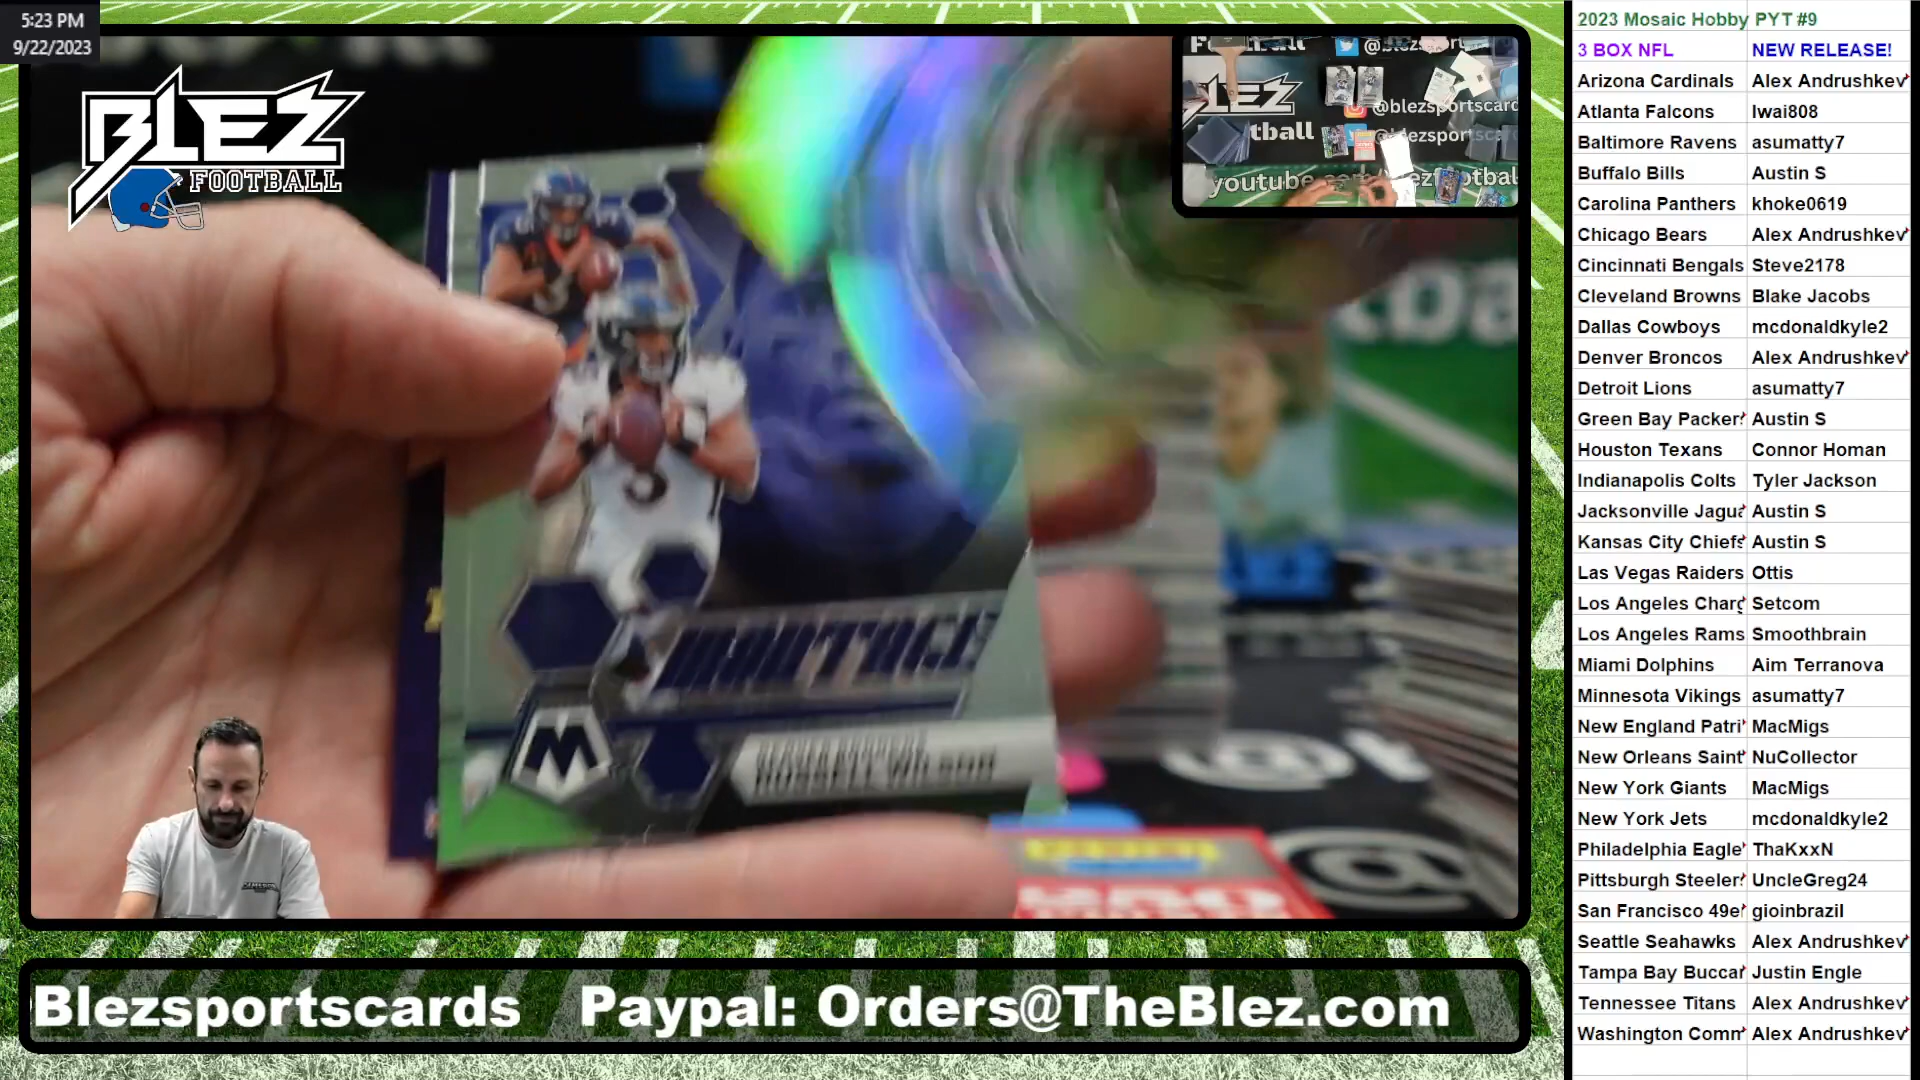 5:23 PM
9/22/2023
BLEZ
FOOTBALL
M
RUSSELL WILSON
BLEZ
@blezsportscard
tball
@blezsportsc
youtube.com
2023 Mosaic Hobby PYT #9
3 BOX NFL NEW RELEASE!
Arizona Cardinals Alex Andrushkev
Atlanta Falcons lwai808
Baltimore Ravens asumatty7
Buffalo Bills Austin S
Carolina Panthers khoke0619
Chicago Bears Alex Andrushkev
Cincinnati Bengals Steve2178
Cleveland Browns Blake Jacobs
Dallas Cowboys mcdonaldkyle2
Denver Broncos Alex Andrushkev
Detroit Lions asumatty7
Green Bay Packer Austin S
Houston Texans Connor Homan
Indianapolis Colts Tyler Jackson
Jacksonville Jagua Austin S
Kansas City Chiefs Austin S
Las Vegas Raiders Ottis
Los Angeles Charg Setcom
Los Angeles Rams Smoothbrain
Miami Dolphins Aim Terranova
Minnesota Vikings asumatty7
New England Patri MacMigs
New Orleans Saint NuCollector
New York Giants MacMigs
New York Jets mcdonaldkyle2
Philadelphia Eagle ThaKxxN
Pittsburgh Steeler UncleGreg24
San Francisco 49e gioinbrazil
Seattle Seahawks Alex Andrushkev
Tampa Bay Buccar Justin Engle
Tennessee Titans Alex Andrushkev
Washington Comm Alex Andrushkev
Blezsportscards Paypal: Orders@TheBlez.com